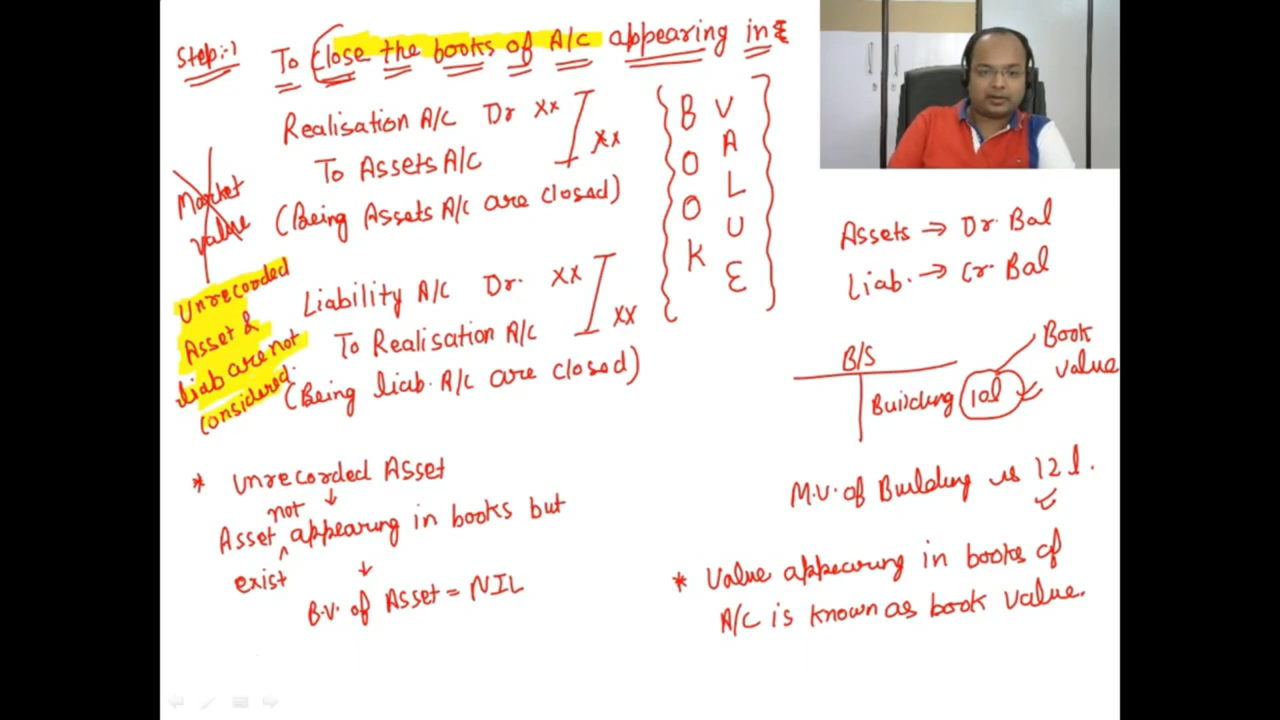 Step:-1 To Close the books of A/C appearing in
Realisation A/C Dr xx
To Assets A/C xx
(Being Assets A/C are closed)
Market
value
Liability A/C Dr. xx
To Realisation A/C xx
(Being liab. A/C are closed)
Unrecorded
Asset &
liab are not
considered.
BOOK
VALUE
* Unrecorded Asset
Asset not appearing in books but
exist
B.V. of Asset = NIL
Assets → Dr. Bal
Liab. → Cr. Bal
B/S
Building 10l
Book
value
M.V. of Building is 12 l.
* Value appearing in books of
A/C is known as book value.